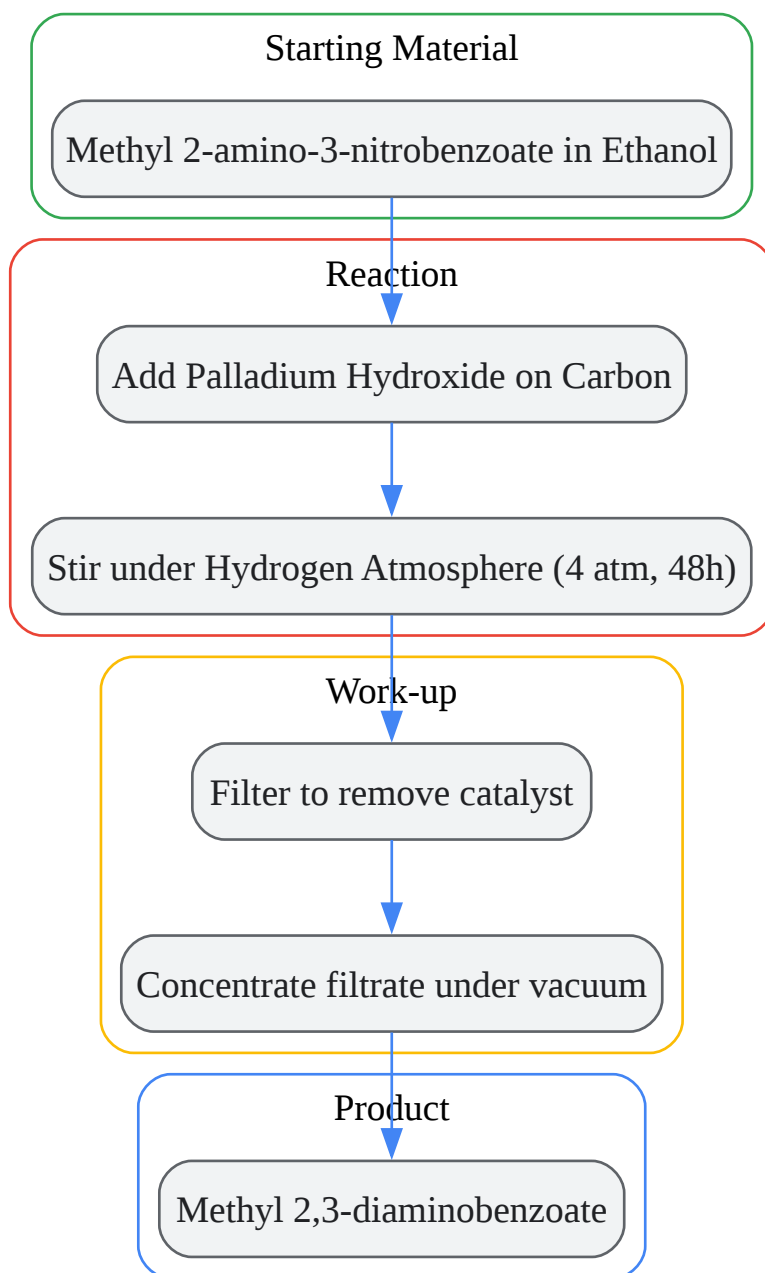 Starting Material
Methyl 2-amino-3-nitrobenzoate in Ethanol
Reaction
Add Palladium Hydroxide on Carbon
Stir under Hydrogen Atmosphere (4 atm, 48h)
Work-up
Filter to remove catalyst
Concentrate filtrate under vacuum
Product
Methyl 2,3-diaminobenzoate